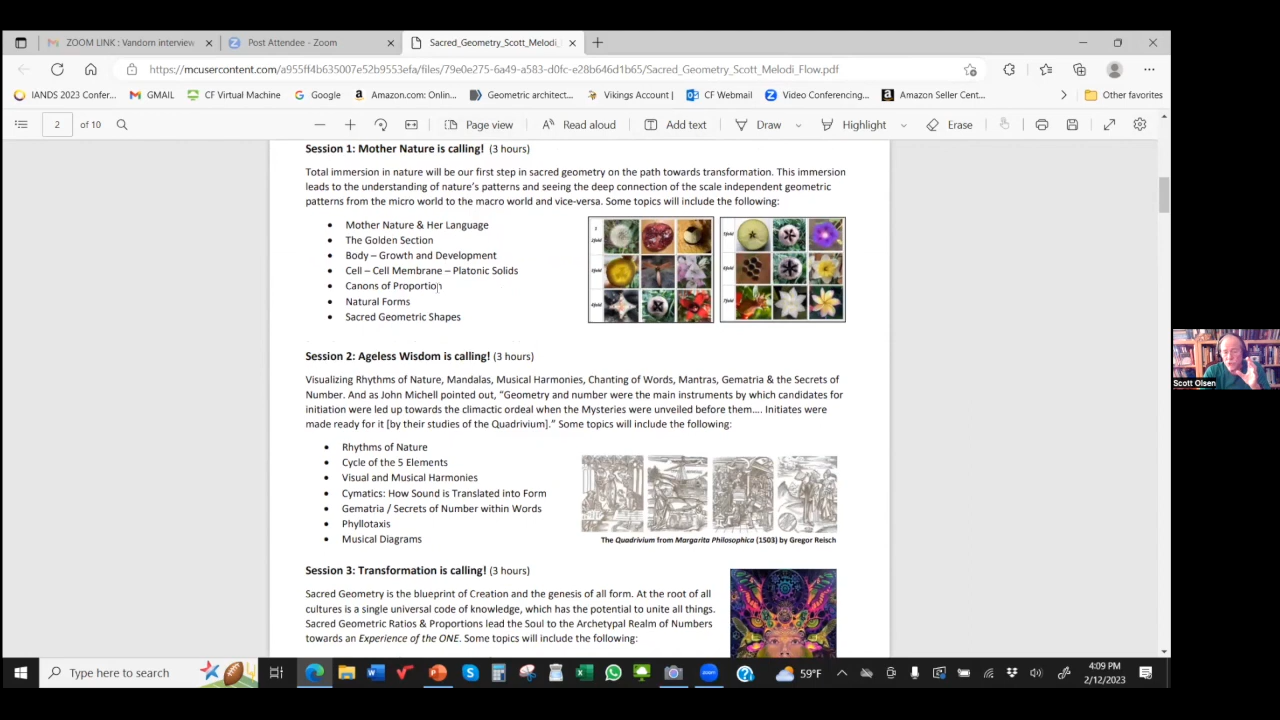 ZOOM LINK : Vandom interview
Post Attendee - Zoom
Sacred_Geometry_Scott_Melodi_
https://mcusercontent.com/a955ff4b635007e52b9553efa/files/79e0e275-6a49-a583-d0fc-e28b646d1b65/Sacred_Geometry_Scott_Melodi_Flow.pdf
IANDS 2023 Confer... GMAIL CF Virtual Machine Google Amazon.com: Onlin... Geometric architect... Vikings Account | CF Webmail Video Conferencing... Amazon Seller Cent... Other favorites
2 of 10 Page view Read aloud Add text Draw Highlight Erase
Session 1: Mother Nature is calling! (3 hours)
Total immersion in nature will be our first step in sacred geometry on the path towards transformation. This immersion
leads to the understanding of nature's patterns and seeing the deep connection of the scale independent geometric
patterns from the micro world to the macro world and vice-versa. Some topics will include the following:
• Mother Nature & Her Language
• The Golden Section
• Body – Growth and Development
• Cell – Cell Membrane – Platonic Solids
• Canons of Proportion
• Natural Forms
• Sacred Geometric Shapes
Session 2: Ageless Wisdom is calling! (3 hours)
Visualizing Rhythms of Nature, Mandalas, Musical Harmonies, Chanting of Words, Mantras, Gematria & the Secrets of
Number. And as John Michell pointed out, "Geometry and number were the main instruments by which candidates for
initiation were led up towards the climactic ordeal when the Mysteries were unveiled before them.... Initiates were
made ready for it [by their studies of the Quadrivium]." Some topics will include the following:
• Rhythms of Nature
• Cycle of the 5 Elements
• Visual and Musical Harmonies
• Cymatics: How Sound is Translated into Form
• Gematria / Secrets of Number within Words
• Phyllotaxis
• Musical Diagrams
The Quadrivium from Margarita Philosophica (1503) by Gregor Reisch
Session 3: Transformation is calling! (3 hours)
Sacred Geometry is the blueprint of Creation and the genesis of all form. At the root of all
cultures is a single universal code of knowledge, which has the potential to unite all things.
Sacred Geometric Ratios & Proportions lead the Soul to the Archetypal Realm of Numbers
towards an Experience of the ONE. Some topics will include the following:
Scott Olsen
Type here to search
59°F
4:09 PM
2/12/2023